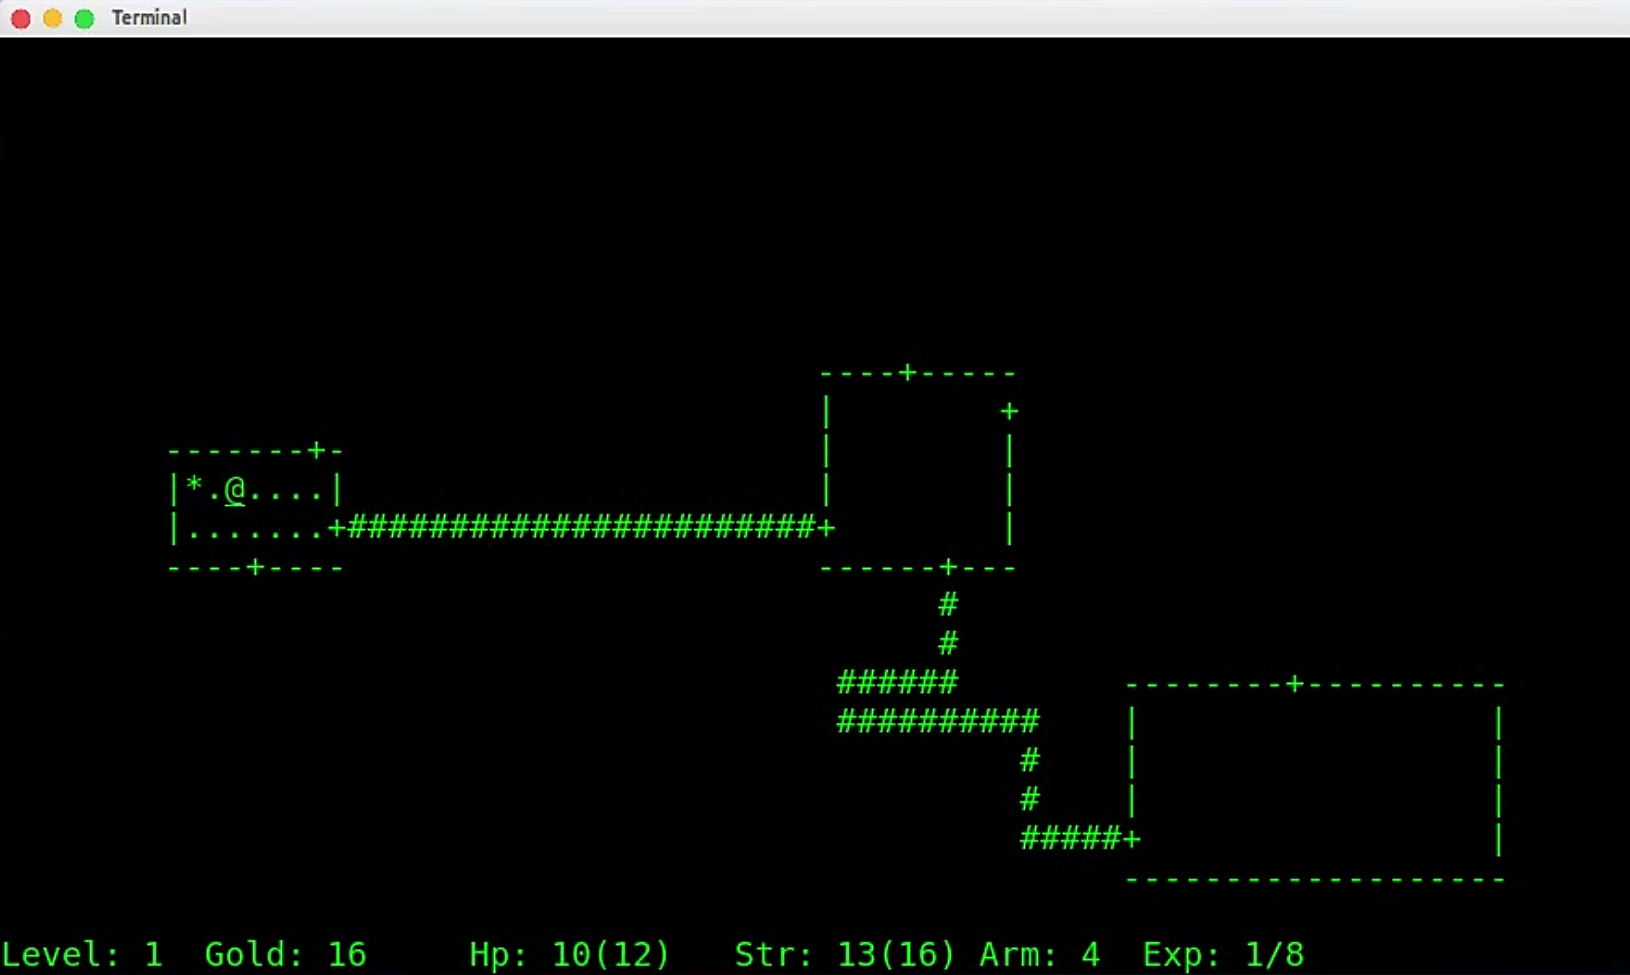 Terminal
----+-----
|        +
-------+- |        |
|*.@....| |        |
|.......+#######################+        |
----+---- ------+---
#
#
###### --------+----------
########## |                 |
# |                 |
# |                 |
#####+                 |
-------------------
Level: 1  Gold: 16     Hp: 10(12)   Str: 13(16) Arm: 4  Exp: 1/8